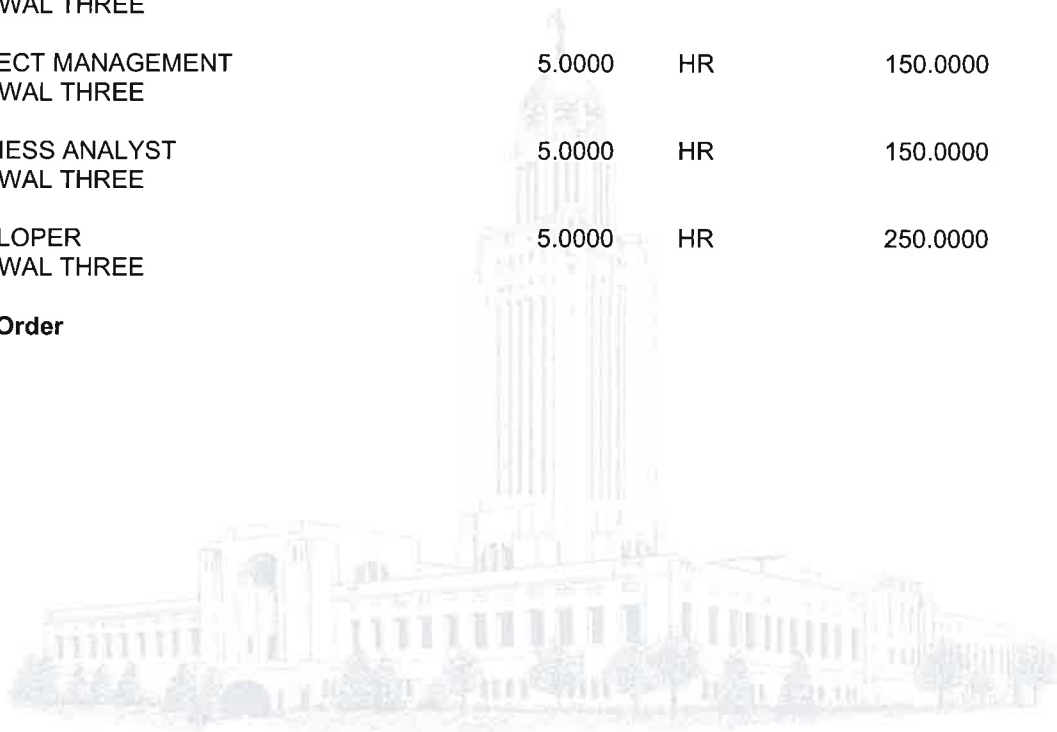 WAL THREE
ECT MANAGEMENT 5.0000 HR 150.0000
WAL THREE
IESS ANALYST 5.0000 HR 150.0000
WAL THREE
LOPER 5.0000 HR 250.0000
WAL THREE
Order